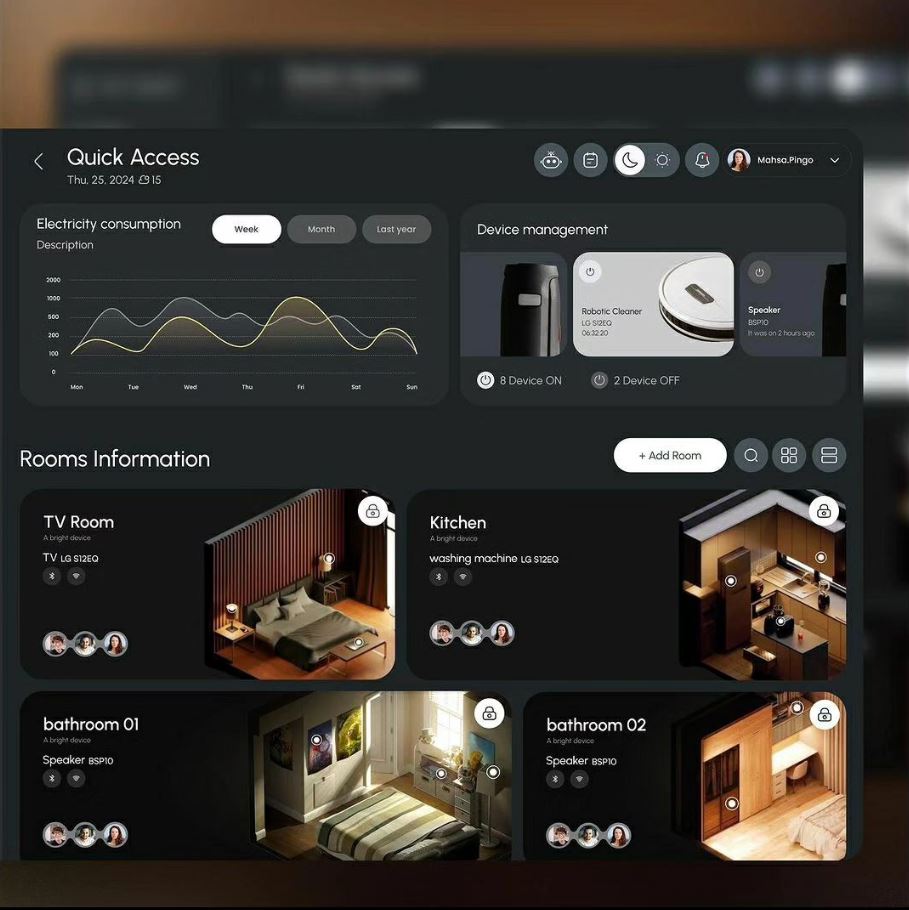 Quick Access
Thu, 25, 2024 15
Mahsa.Pingo
Electricity consumption
Description
Week
Month
Last year
2000
1000
500
200
100
0
Mon
Tue
Wed
Thu
Fri
Sat
Sun
Device management
Robotic Cleaner
LG S12EQ
06:32:20
Speaker
BSP10
It was on 2 hours ago
8 Device ON
2 Device OFF
Rooms Information
+ Add Room
TV Room
A bright device
TV LG S12EQ
Kitchen
A bright device
washing machine LG S12EQ
bathroom 01
A bright device
Speaker BSP10
bathroom 02
A bright device
Speaker BSP10